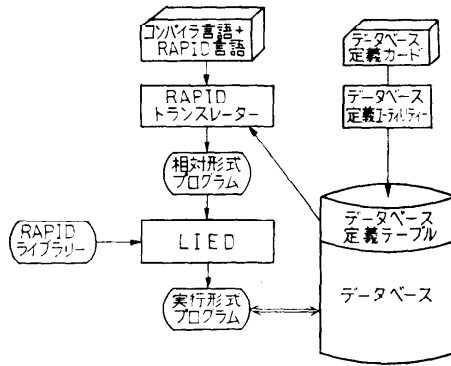 コンパイラ言語+
RAPID言語
RAPID
トランスレーター
相対形式
プログラム
RAPID
ライブラリー
LIED
実行形式
プログラム
データベース
定義カード
データベース
定義ユーティリティー
データベース
定義テーブル
データベース